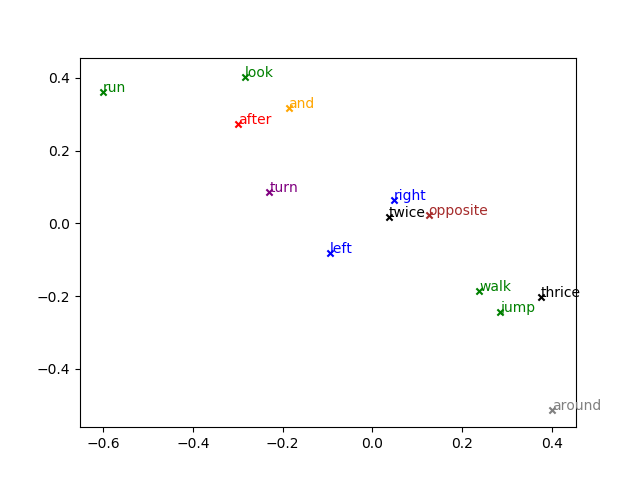 0.4
0.2
0.0
−0.2
−0.4
look
run
and
after
turn
right
twice
opposite
left
walk
thrice
jump
around
−0.6
−0.4
−0.2
0.0
0.2
0.4